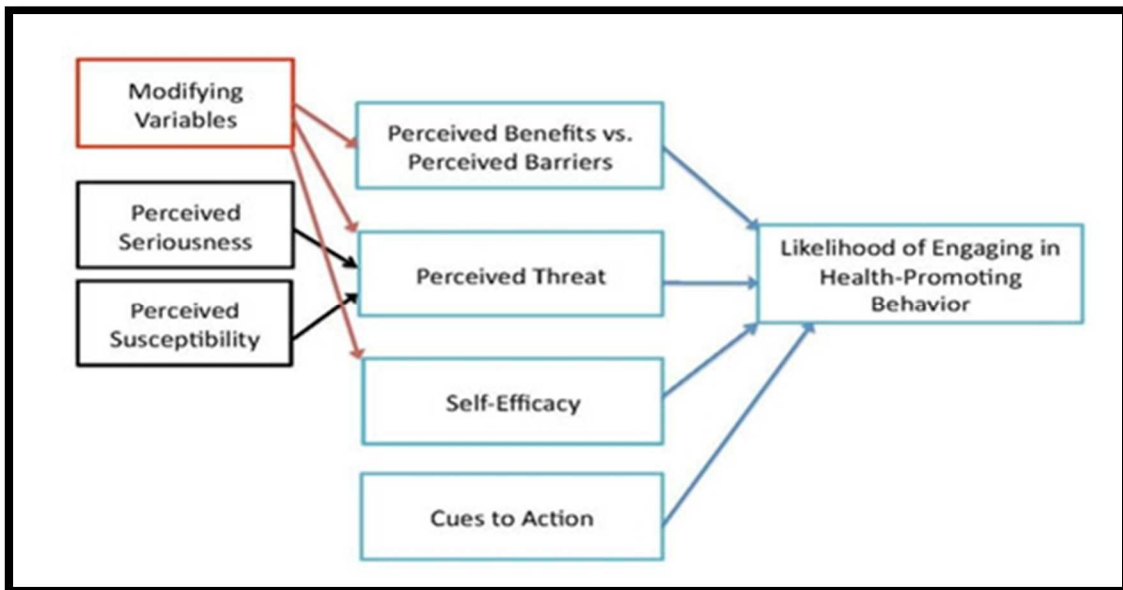 Modifying
Variables
Perceived
Seriousness
Perceived
Susceptibility
Perceived Benefits vs.
Perceived Barriers
Perceived Threat
Self-Efficacy
Cues to Action
Likelihood of Engaging in
Health-Promoting
Behavior